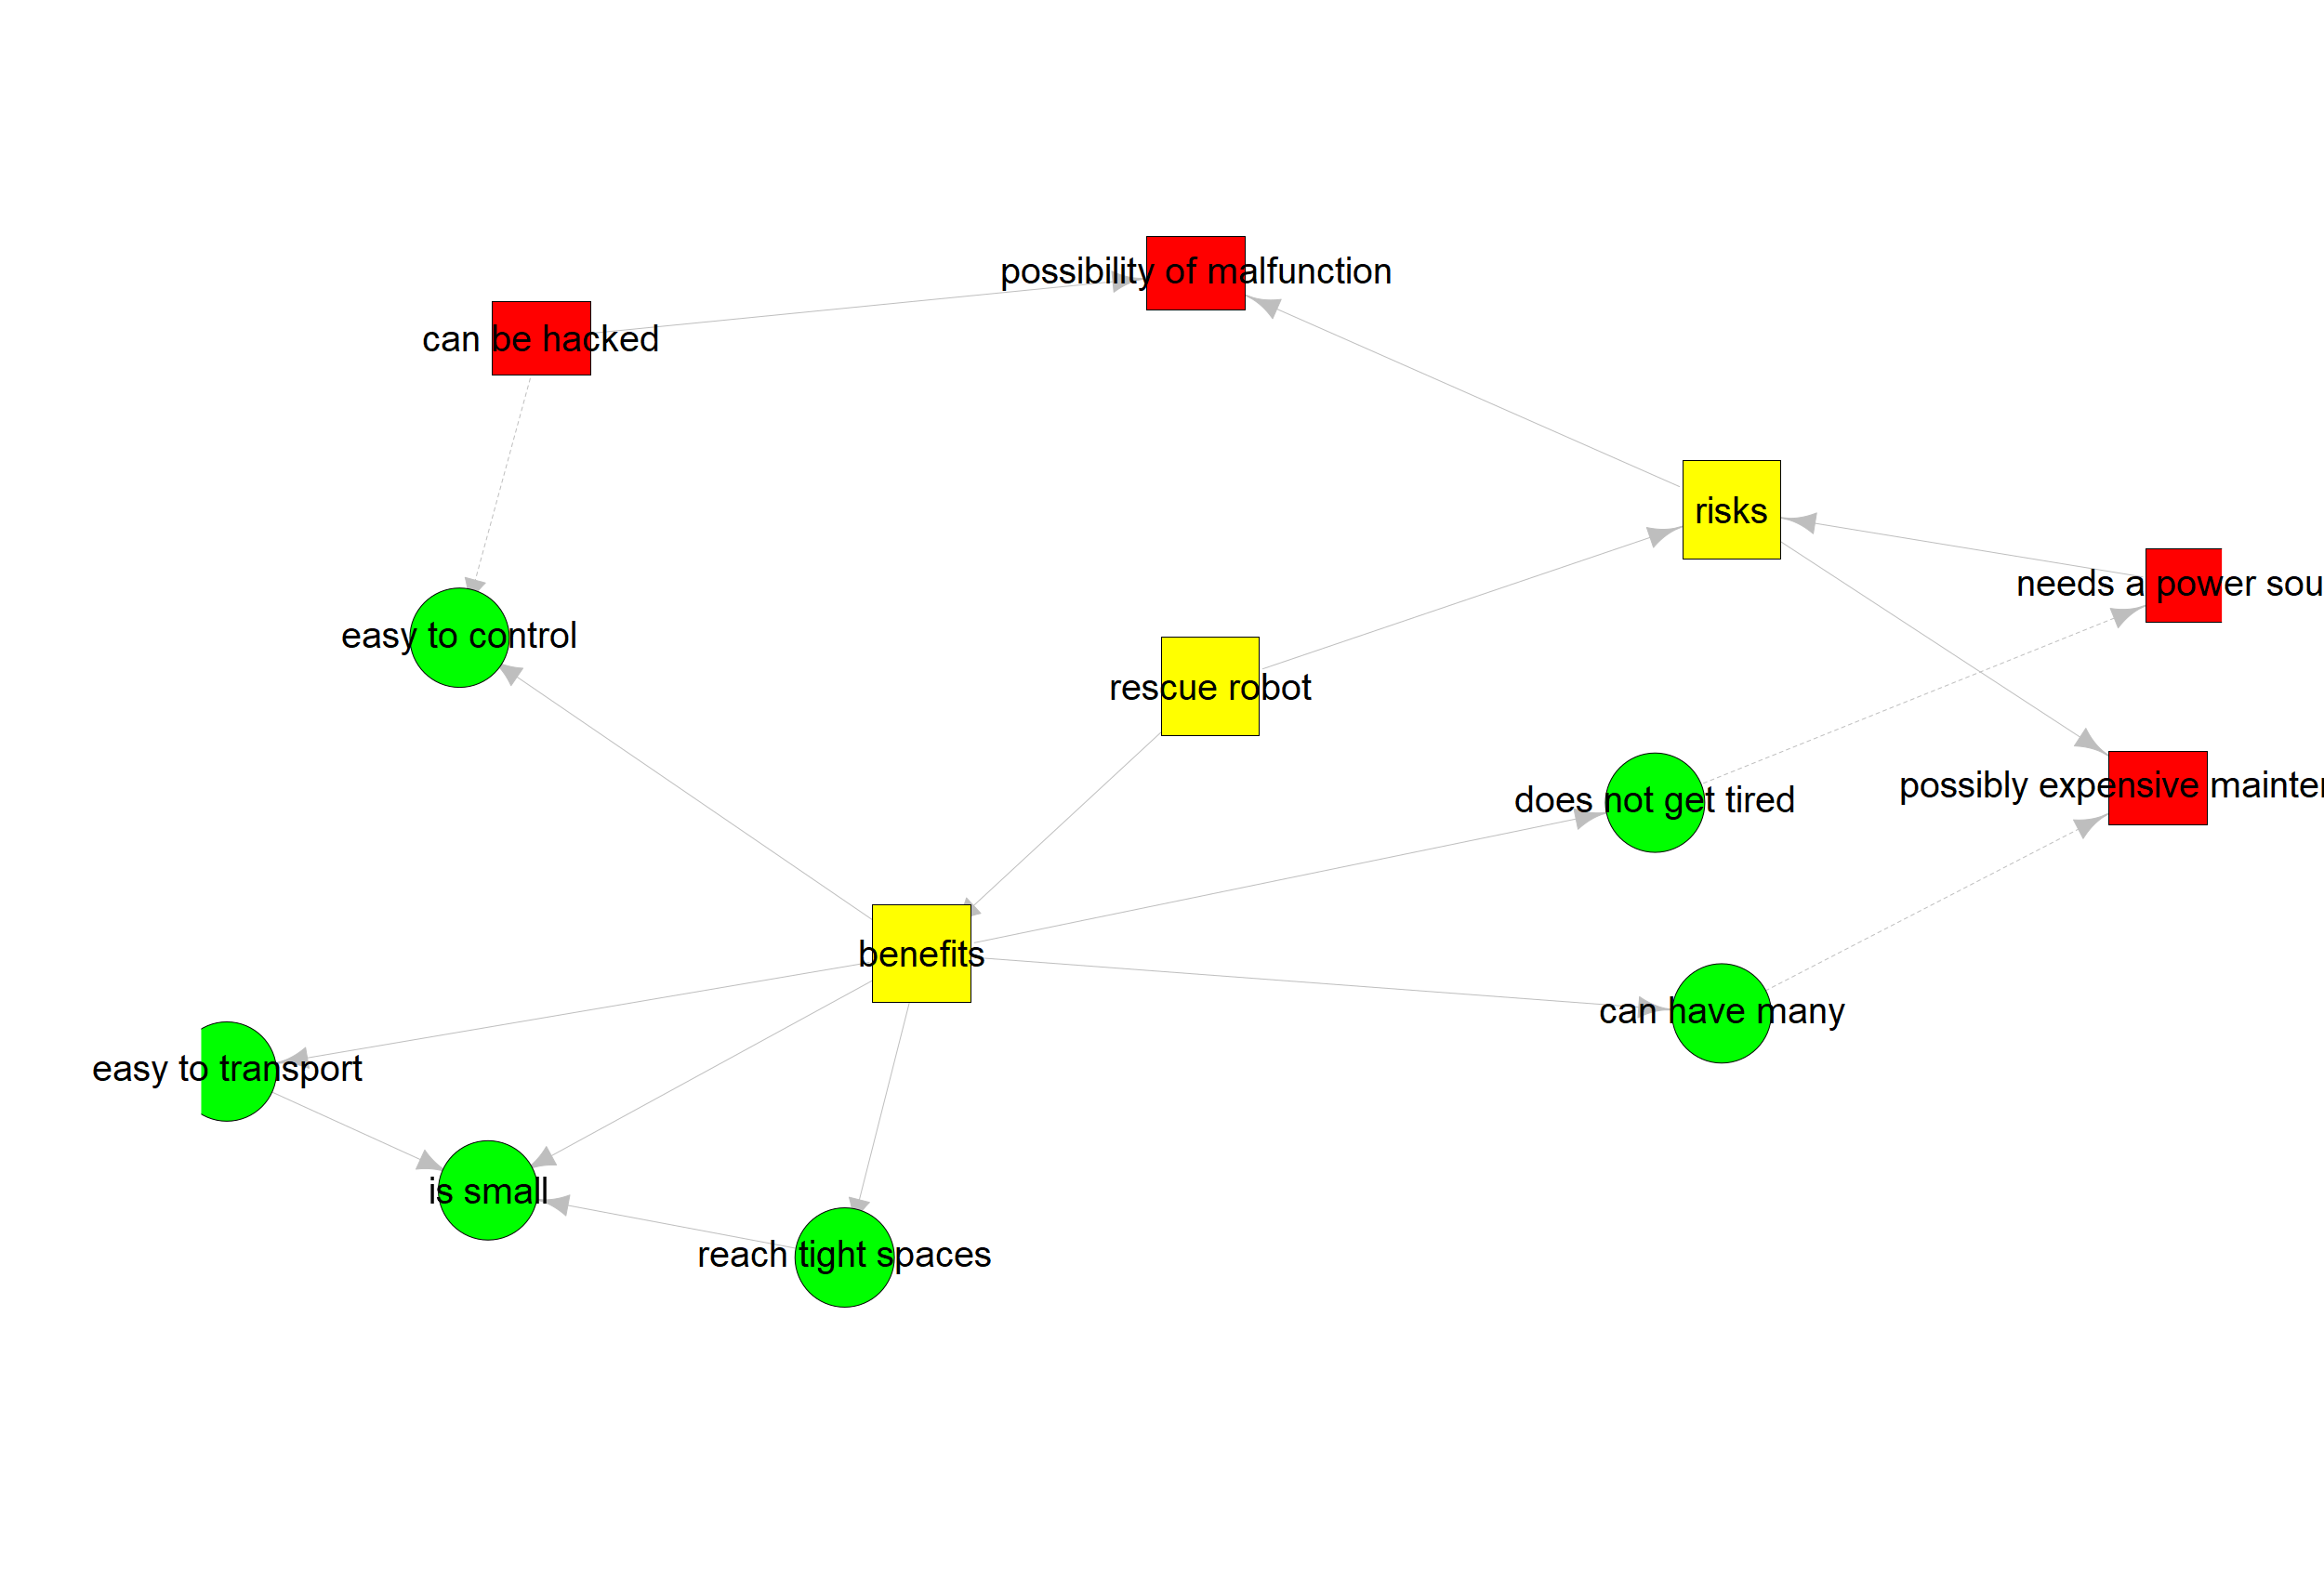 possibility of malfunction
can be hacked
risks
needs a power sou
easy to control
rescue robot
possibly expensive mainter
does not get tired
benefits
can have many
easy to transport
is small
reach tight spaces